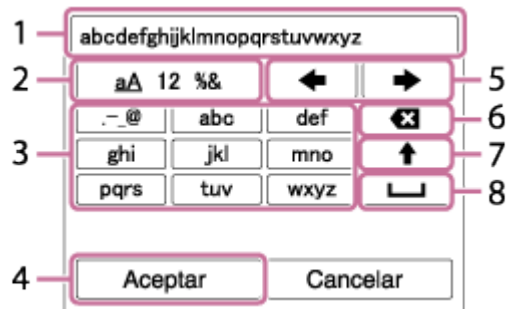 1 abcdefghijklmnopqrstuvwxyz
2 aA 12 %& 5
.-_@ abc def 6
3 ghi jkl mno 7
pqrs tuv wxyz 8
4 Aceptar Cancelar